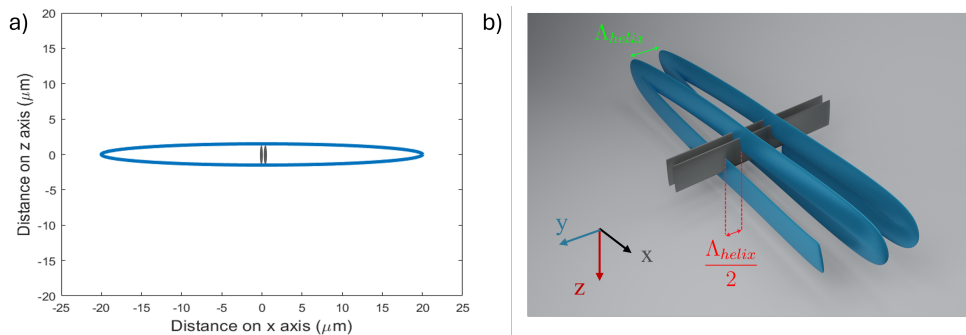 a)
20
15
10
5
0
-5
-10
-15
-20
Distance on z axis (μm)
-25 -20 -15 -10 -5 0 5 10 15 20 25
Distance on x axis (μm)
b)
Λhelix
y
x
z
Λhelix
2